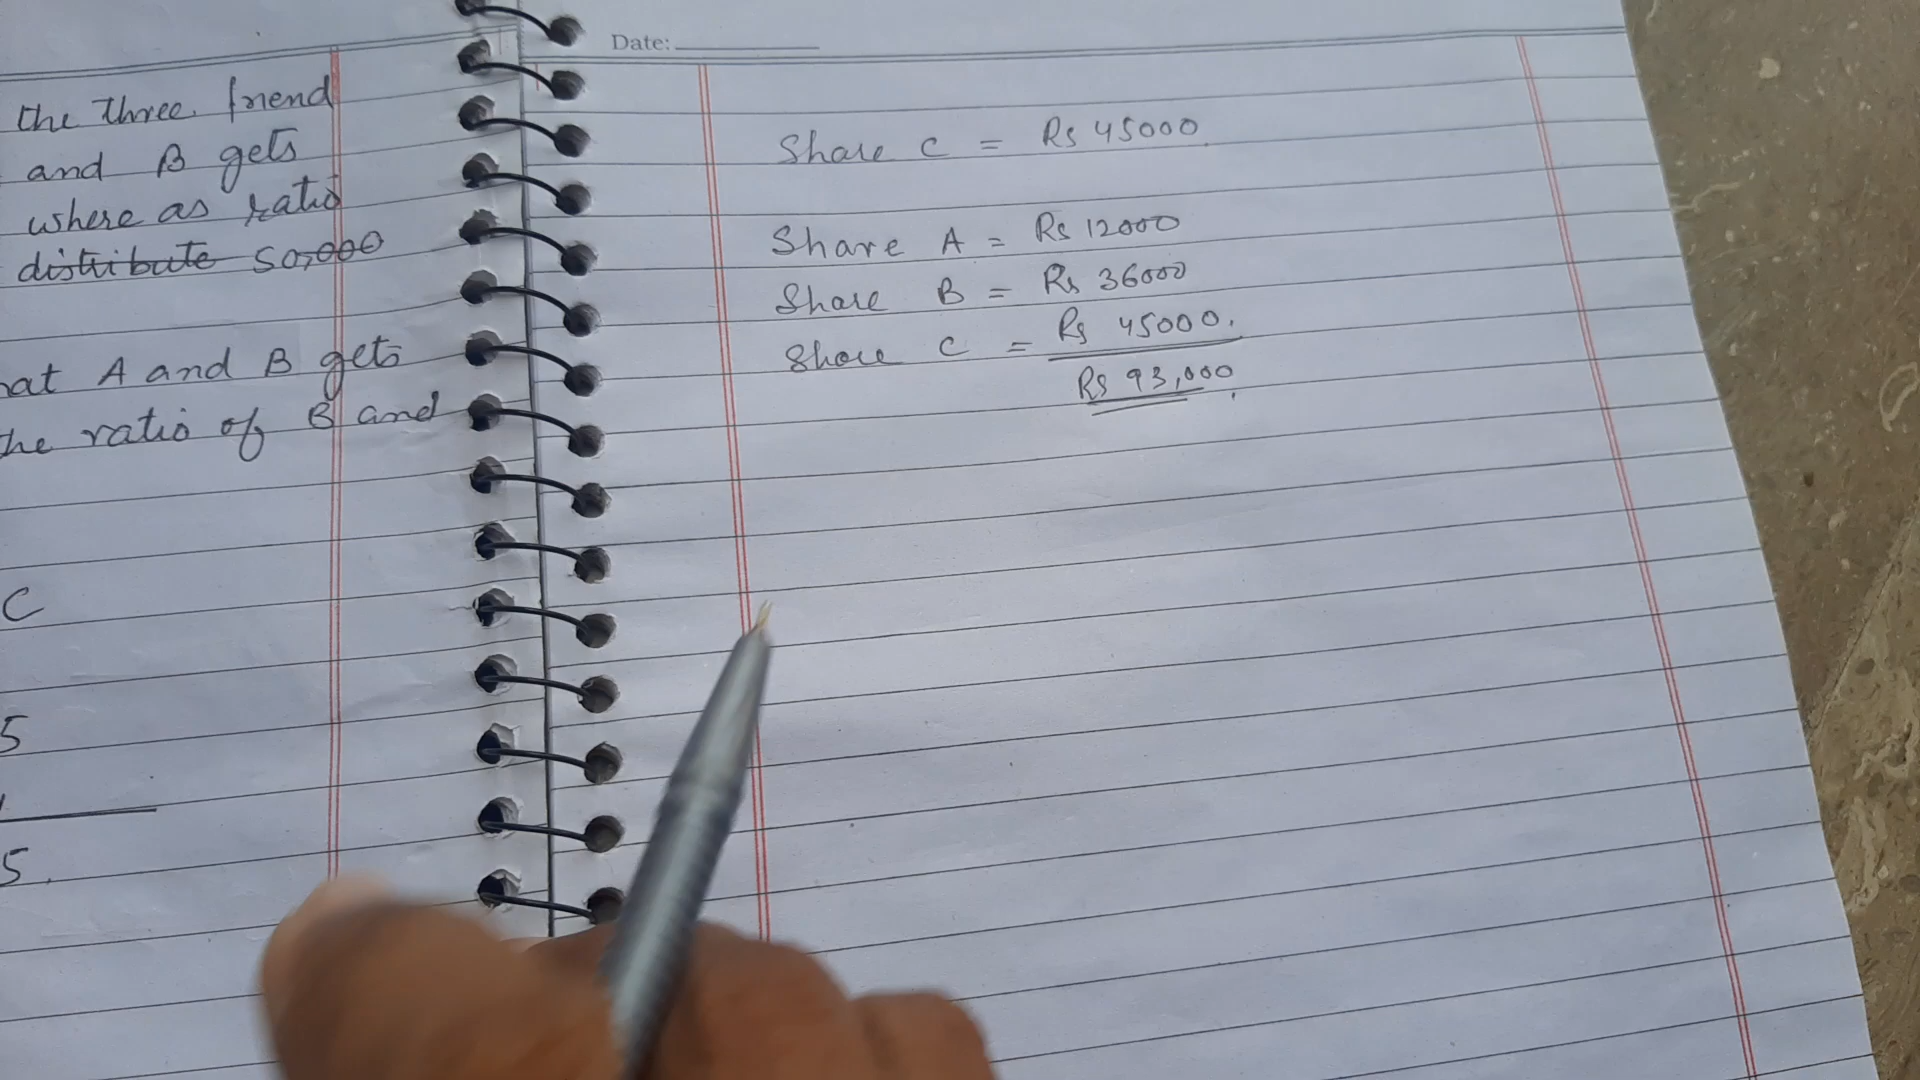 the three friend
and B gets
where as ratio
distribute 50,000
hat A and B gets
he ratio of B and
C
5
5.
Date:
Share C = Rs 45000.
Share A = Rs 12000
Share B = Rs 36000
Share C = Rs 45000.
Rs 93,000.